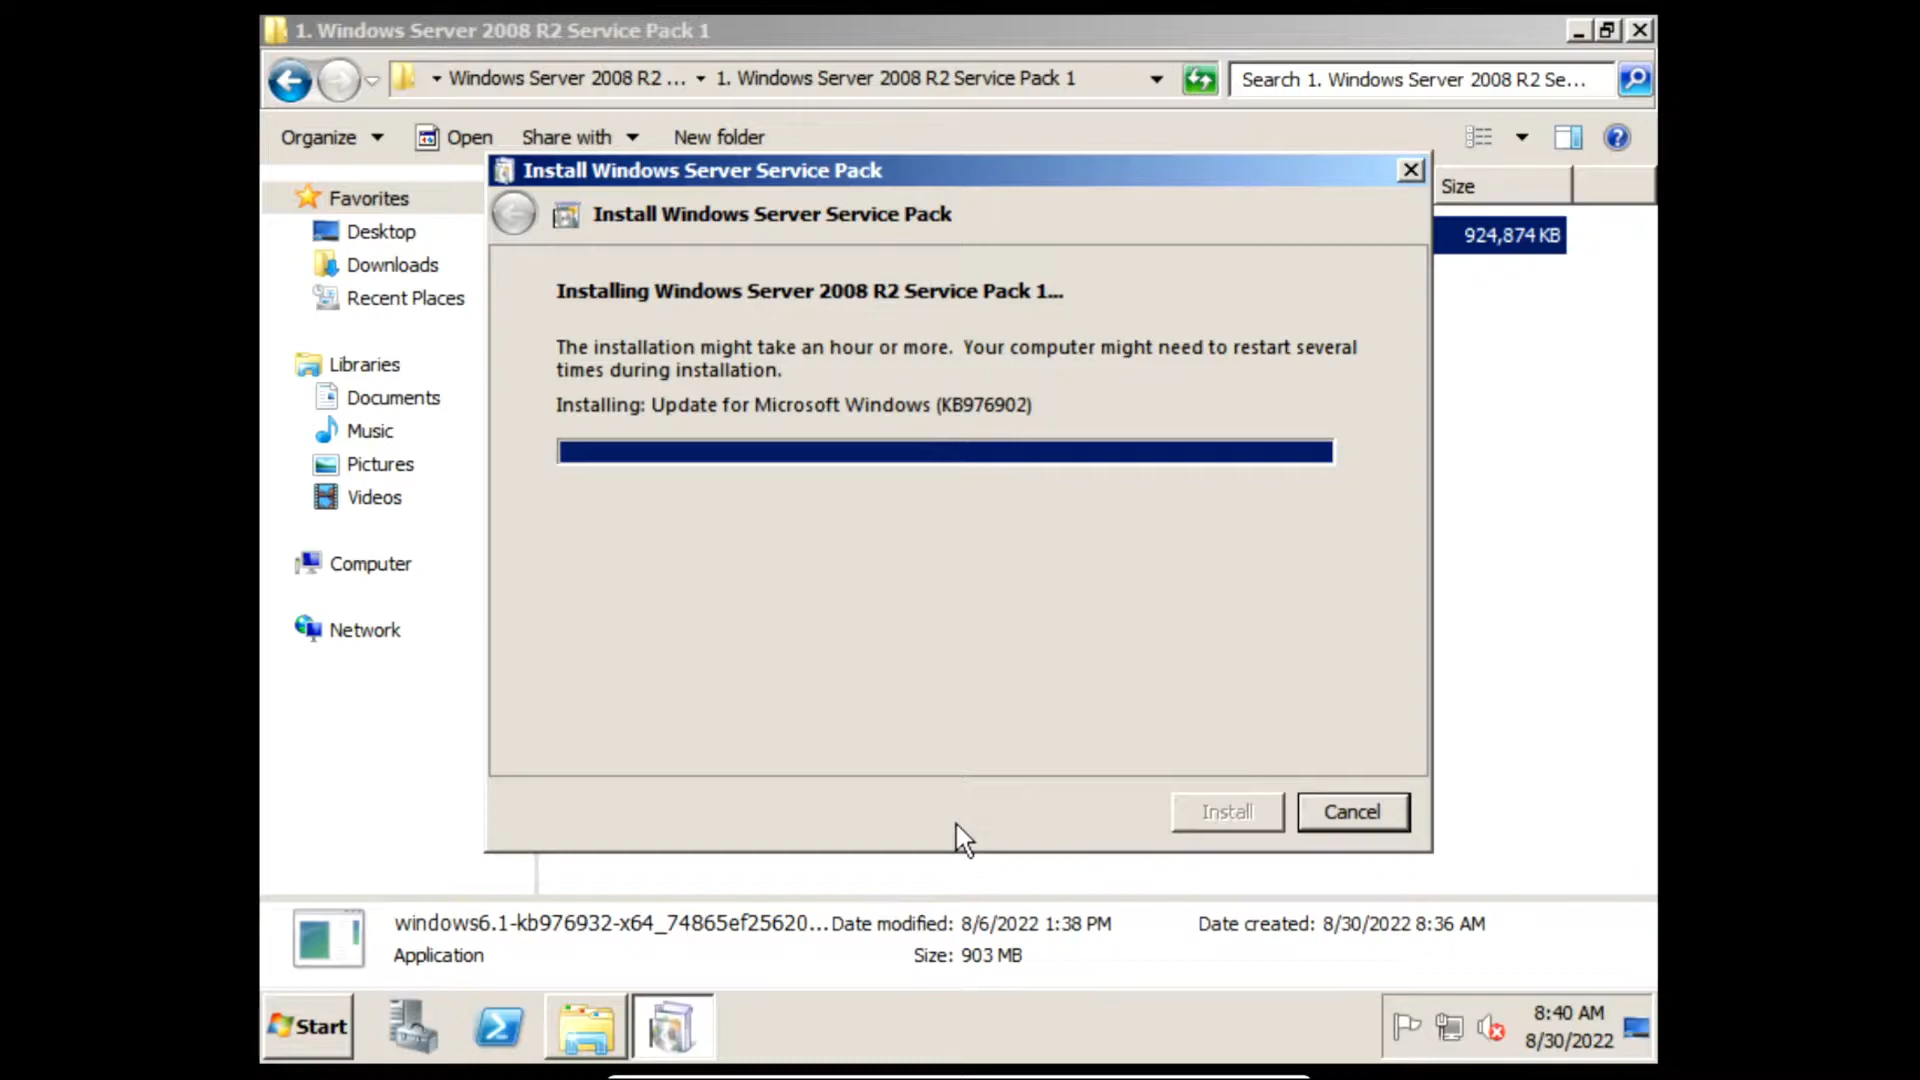 1. Windows Server 2008 R2 Service Pack 1
Windows Server 2008 R2 ... 1. Windows Server 2008 R2 Service Pack 1
Search 1. Windows Server 2008 R2 Se...
Organize Open Share with New folder
Install Windows Server Service Pack
Size
Install Windows Server Service Pack
924,874 KB
Favorites
Desktop
Downloads
Recent Places
Libraries
Documents
Music
Pictures
Videos
Computer
Network
Installing Windows Server 2008 R2 Service Pack 1...
The installation might take an hour or more. Your computer might need to restart several
times during installation.
Installing: Update for Microsoft Windows (KB976902)
Install Cancel
windows6.1-kb976932-x64_74865ef25620... Date modified: 8/6/2022 1:38 PM Date created: 8/30/2022 8:36 AM
Application Size: 903 MB
Start
8:40 AM
8/30/2022